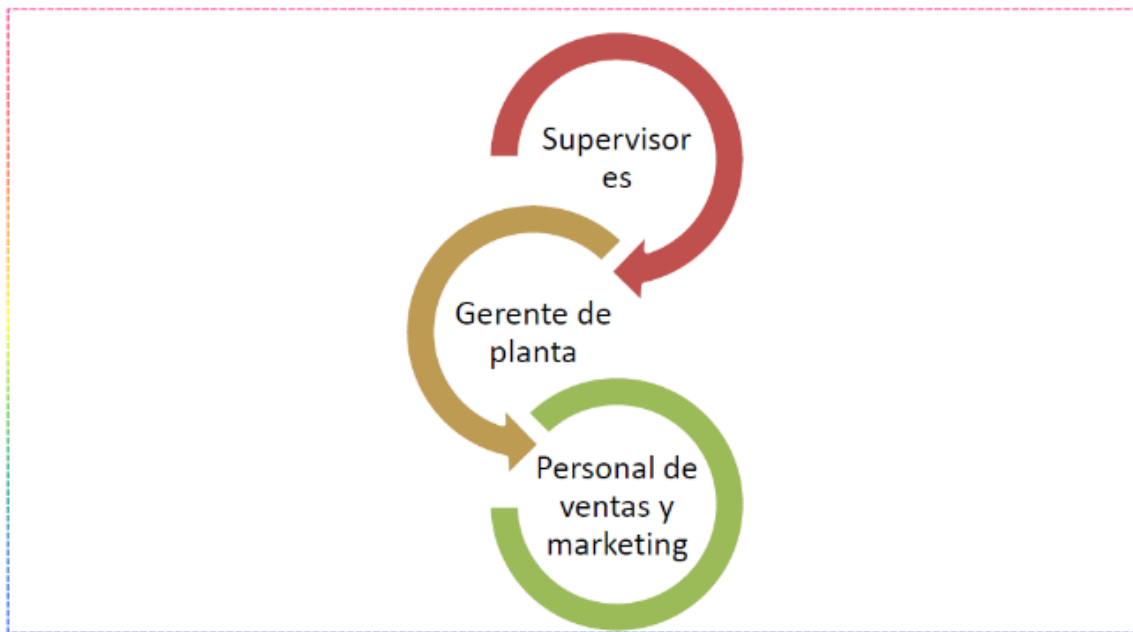 Supervisor
es
Gerente de
planta
Personal de
ventas y
marketing